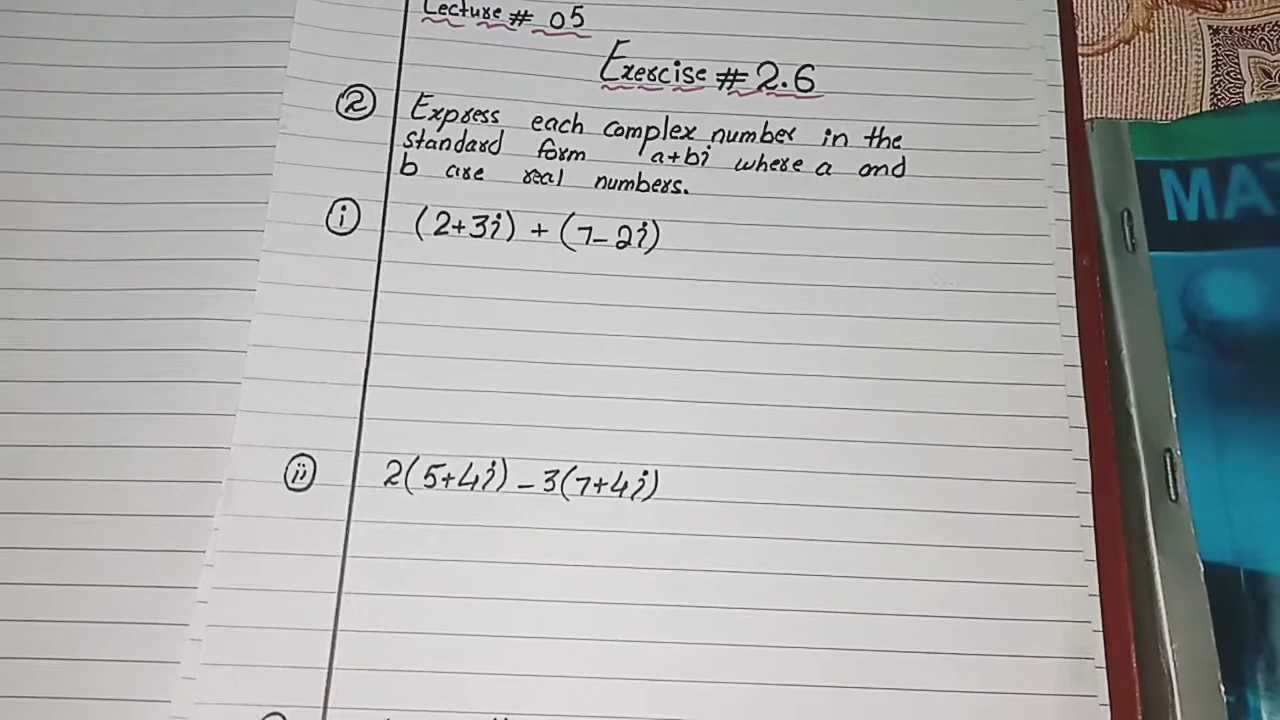 Lecture # 05
Exercise # 2.6
② Express each complex number in the
standard form a+bi where a and
b are real numbers.
ⓘ (2+3i) + (7-2i)
ⓘⓘ 2(5+4i) - 3(7+4i)
MA